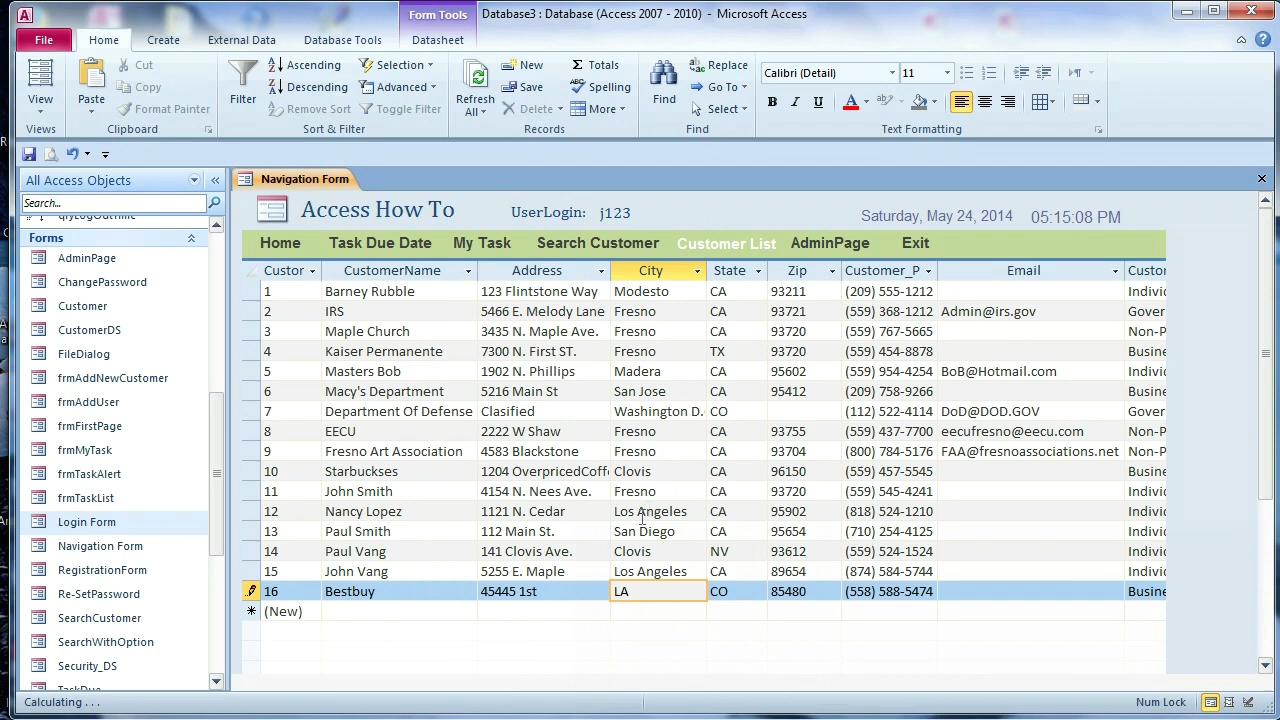 Form Tools
Database3 : Database (Access 2007 - 2010) - Microsoft Access
File Home Create External Data Database Tools Datasheet
Cut Ascending Selection New Totals Replace Calibri (Detail) 11
View Paste Copy Filter Descending Advanced Refresh All Save Spelling Find Go To
Format Painter Remove Sort Toggle Filter Delete More Select
Views Clipboard Sort & Filter Records Find Text Formatting
All Access Objects Navigation Form
Search... Access How To UserLogin: j123 Saturday, May 24, 2014 05:15:08 PM
Forms
AdminPage
ChangePassword
Customer
CustomerDS
FileDialog
frmAddNewCustomer
frmAddUser
frmFirstPage
frmMyTask
frmTaskAlert
frmTaskList
Login Form
Navigation Form
RegistrationForm
Re-SetPassword
SearchCustomer
SearchWithOption
Security_DS
TaskDue
Home Task Due Date My Task Search Customer Customer List AdminPage Exit
Custor CustomerName Address City State Zip Customer_P Email Custo
1 Barney Rubble 123 Flintstone Way Modesto CA 93211 (209) 555-1212 Individ
2 IRS 5466 E. Melody Lane Fresno CA 93721 (559) 368-1212 Admin@irs.gov Gover
3 Maple Church 3435 N. Maple Ave. Fresno CA 93720 (559) 767-5665 Non-P
4 Kaiser Permanente 7300 N. First ST. Fresno TX 93720 (559) 454-8878 Busine
5 Masters Bob 1902 N. Phillips Madera CA 95602 (559) 954-4254 BoB@Hotmail.com Individ
6 Macy's Department 5216 Main St San Jose CA 95412 (209) 758-9266 Busine
7 Department Of Defense Clasified Washington D. CO (112) 522-4114 DoD@DOD.GOV Gover
8 EECU 2222 W Shaw Fresno CA 93755 (559) 437-7700 eecufresno@eecu.com Non-P
9 Fresno Art Association 4583 Blackstone Fresno CA 93704 (800) 784-5176 FAA@fresnoassociations.net Non-P
10 Starbuckses 1204 OverpricedCoff Clovis CA 96150 (559) 457-5545 Busine
11 John Smith 4154 N. Nees Ave. Fresno CA 93720 (559) 545-4241 Individ
12 Nancy Lopez 1121 N. Cedar Los Angeles CA 95902 (818) 524-1210 Individ
13 Paul Smith 112 Main St. San Diego CA 95654 (710) 254-4125 Individ
14 Paul Vang 141 Clovis Ave. Clovis NV 93612 (559) 524-1524 Individ
15 John Vang 5255 E. Maple Los Angeles CA 89654 (874) 584-5744 Individ
16 Bestbuy 45445 1st LA CO 85480 (558) 588-5474 Busine
(New)
Calculating . . . Num Lock